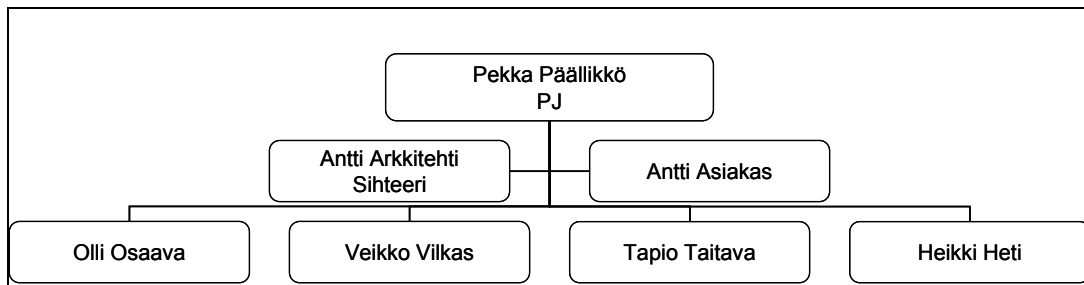 Pekka Päällikkö
PJ
Antti Arkkitehti
Sihteeri
Antti Asiakas
Olli Osaava
Veikko Vilkas
Tapio Taitava
Heikki Heti